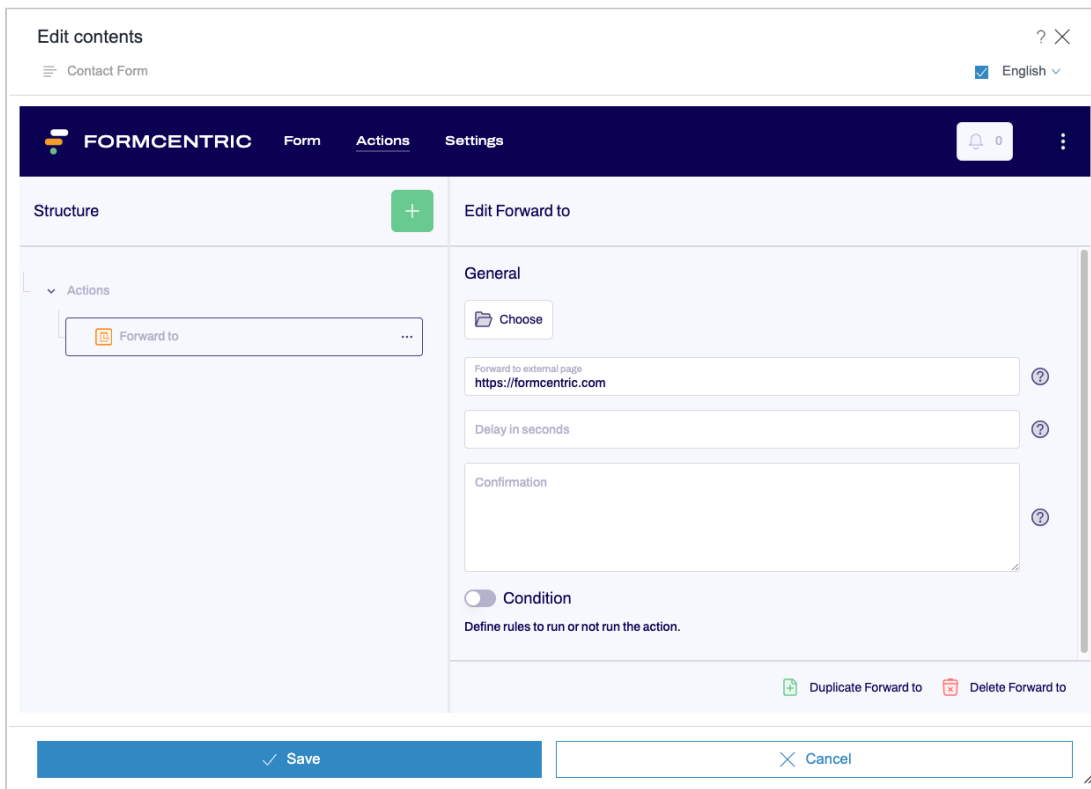 Edit contents
?
Contact Form
English
FORMCENTRIC
Form
Actions
Settings
0
Structure
Edit Forward to
General
Actions
Choose
Forward to
...
Forward to external page
https://formcentric.com
?
Delay in seconds
?
Confirmation
?
Condition
Define rules to run or not run the action.
Duplicate Forward to
Delete Forward to
Save
Cancel